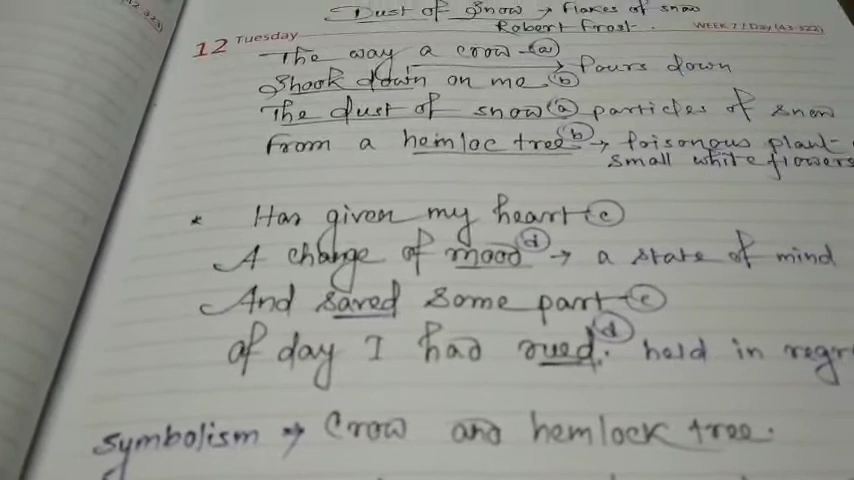 Dust of Snow → flakes of snow
Robert Frost.
WEEK 7 / Day (43-322)
12 Tuesday
The way a crow - (a)
Shook down on me (b) → Pours down
The dust of snow (a) particles of snow
From a hemloc tree (b) → Poisonous plant
small white flowers
* Has given my heart - (c)
A change of mood (d) → a state of mind
And saved some part - (c)
of day I had rued. (d) held in regr
Symbolism → Crow and hemlock tree.